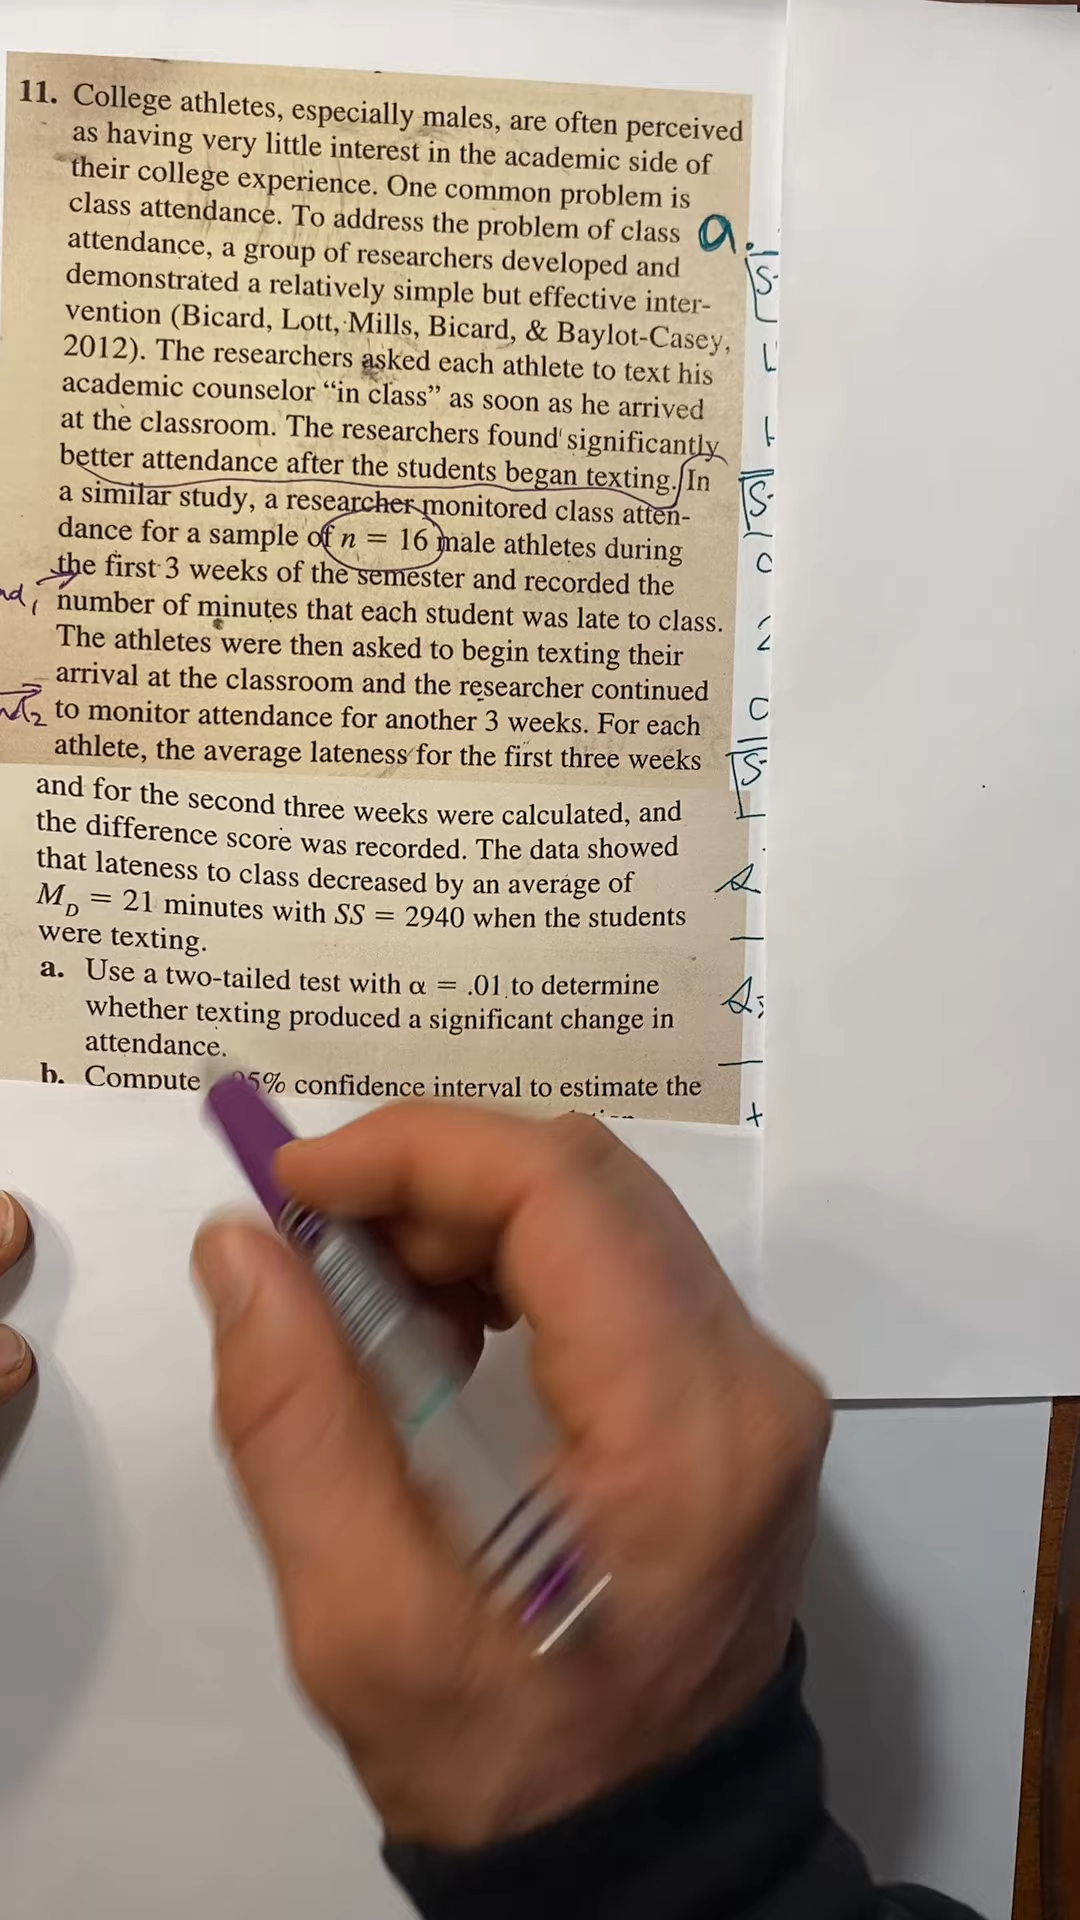 11. College athletes, especially males, are often perceived
as having very little interest in the academic side of
their college experience. One common problem is
class attendance. To address the problem of class
a.
attendance, a group of researchers developed and
demonstrated a relatively simple but effective inter-
vention (Bicard, Lott, Mills, Bicard, & Baylot-Casey,
2012). The researchers asked each athlete to text his
academic counselor “in class” as soon as he arrived
at the classroom. The researchers found significantly
better attendance after the students began texting. In
a similar study, a researcher monitored class atten-
dance for a sample of n = 16 male athletes during
the first 3 weeks of the semester and recorded the
number of minutes that each student was late to class.
The athletes were then asked to begin texting their
arrival at the classroom and the researcher continued
to monitor attendance for another 3 weeks. For each
athlete, the average lateness for the first three weeks
and for the second three weeks were calculated, and
the difference score was recorded. The data showed
that lateness to class decreased by an average of
M_D = 21 minutes with SS = 2940 when the students
were texting.
a. Use a two-tailed test with α = .01 to determine
whether texting produced a significant change in
attendance.
b. Compute 95% confidence interval to estimate the